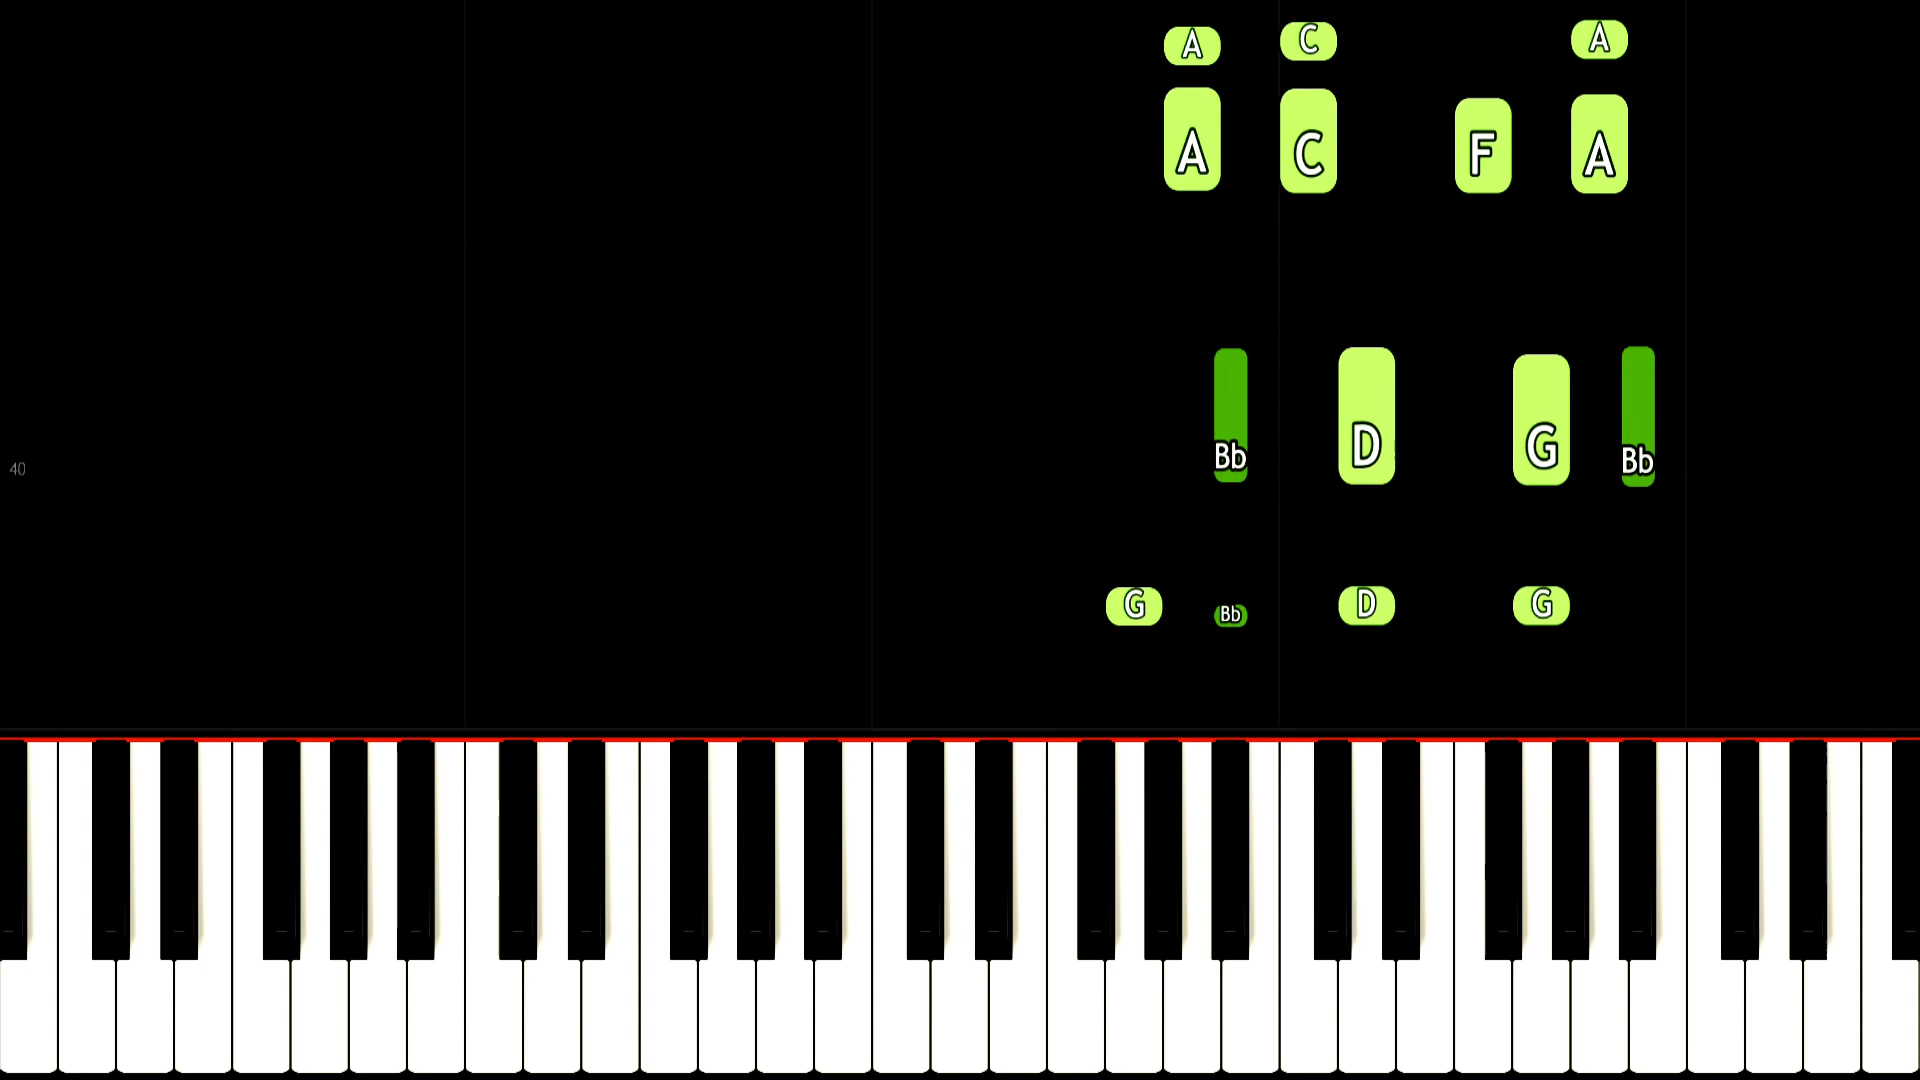 A C A
A C F A
Bb D G Bb
40
G Bb D G